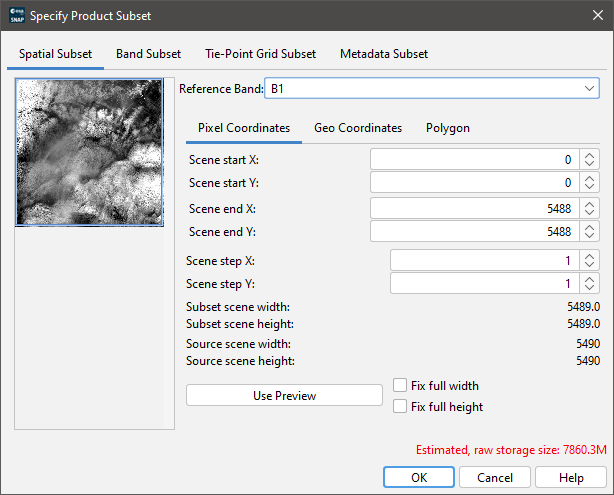 esa
SNAP
Specify Product Subset
Spatial Subset
Band Subset
Tie-Point Grid Subset
Metadata Subset
Reference Band: B1
Pixel Coordinates
Geo Coordinates
Polygon
Scene start X: 0
Scene start Y: 0
Scene end X: 5488
Scene end Y: 5488
Scene step X: 1
Scene step Y: 1
Subset scene width: 5489.0
Subset scene height: 5489.0
Source scene width: 5490
Source scene height: 5490
Use Preview
Fix full width
Fix full height
Estimated, raw storage size: 7860.3M
OK
Cancel
Help